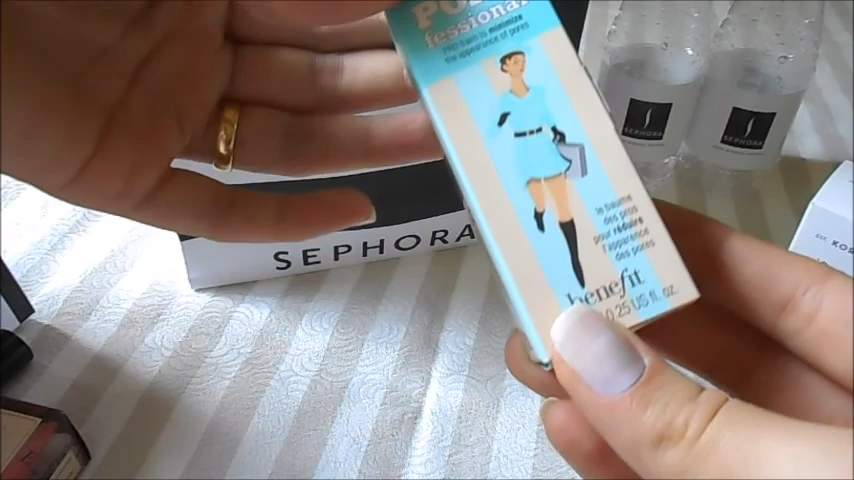 fessional
PRO balm to minimize
the appearance of pores
le baume
des pros
pour réduire
l'apparence
des pores
benefit
0.25 US fl. oz.
SEPHORA
SEPHORA
SEPHORA